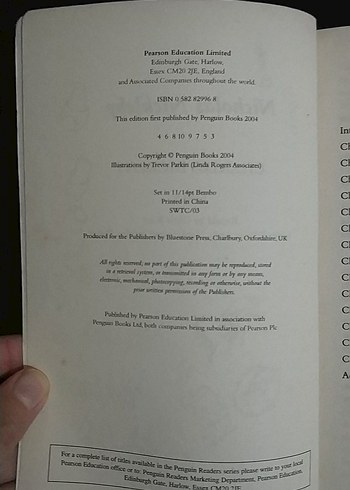 Pearson Education Limited
Edinburgh Gate, Harlow,
Essex CM20 2JE, England
and Associated Companies throughout the world.
ISBN 0 582 82996 8
This edition first published by Penguin Books 2004
4 6 8 10 9 7 5 3
Copyright © Penguin Books 2004
Illustrations by Trevor Parkin (Linda Rogers Associates)
Set in 11/14pt Bembo
Printed in China
SWTC/03
Produced for the Publishers by Bluestone Press, Charlbury, Oxfordshire, UK
All rights reserved; no part of this publication may be reproduced, stored
in a retrieval system, or transmitted in any form or by any means,
electronic, mechanical, photocopying, recording or otherwise, without the
prior written permission of the Publishers.
Published by Pearson Education Limited in association with
Penguin Books Ltd, both companies being subsidiaries of Pearson Plc
For a complete list of titles available in the Penguin Readers series please write to your local
Pearson Education office or to: Penguin Readers Marketing Department, Pearson Education,
Edinburgh Gate, Harlow, Essex CM20 2JE